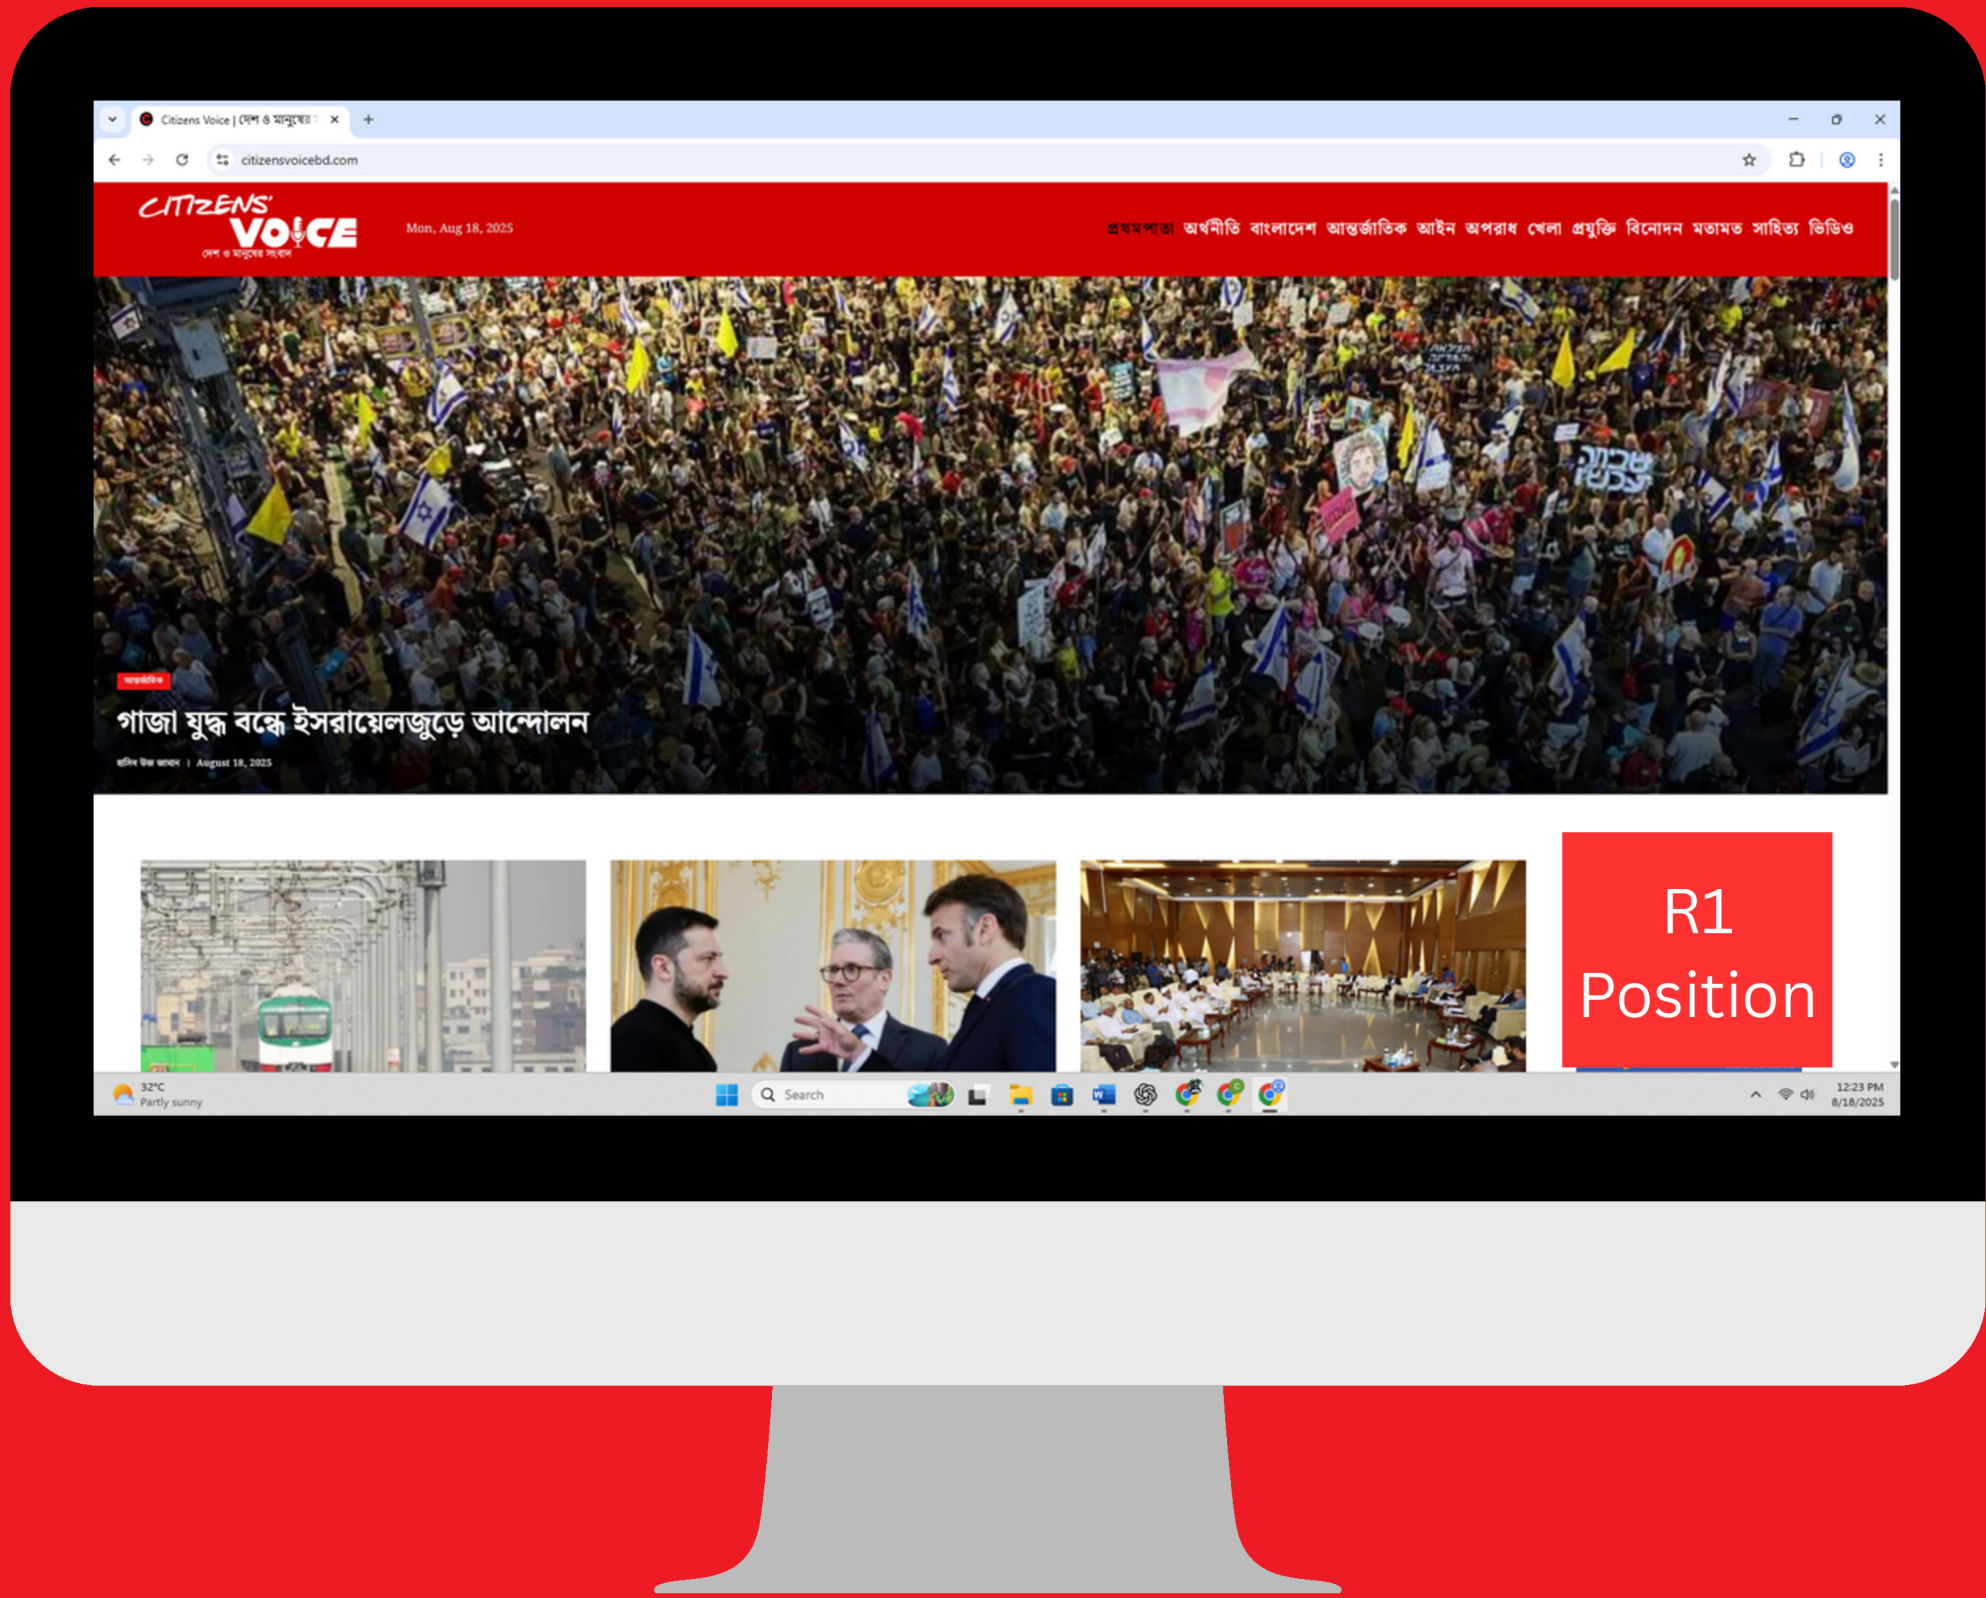 Citizens Voice | দেশ ও মানুষের
citizensvoicebd.com
CITIZENS'
VOICE
দেশ ও মানুষের সংবাদ
Mon, Aug 18, 2025
প্রথমপাতা অর্থনীতি বাংলাদেশ আন্তর্জাতিক আইন অপরাধ খেলা প্রযুক্তি বিনোদন মতামত সাহিত্য ভিডিও
আন্তর্জাতিক
গাজা যুদ্ধ বন্ধে ইসরায়েলজুড়ে আন্দোলন
হাসিব উজ জামান | August 18, 2025
R1
Position
32°C
Partly sunny
Search
12:23 PM
8/18/2025